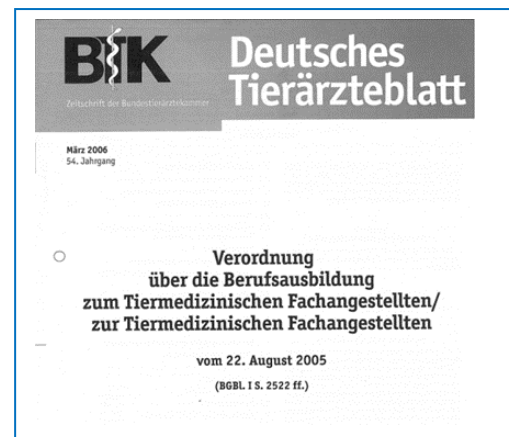 BTK
Deutsches
Tierärzteblatt
Zeitschrift der Bundestierärztekammer
März 2006
54. Jahrgang
Verordnung
über die Berufsausbildung
zum Tiermedizinischen Fachangestellten/
zur Tiermedizinischen Fachangestellten
vom 22. August 2005
(BGBl. I S. 2522 ff.)